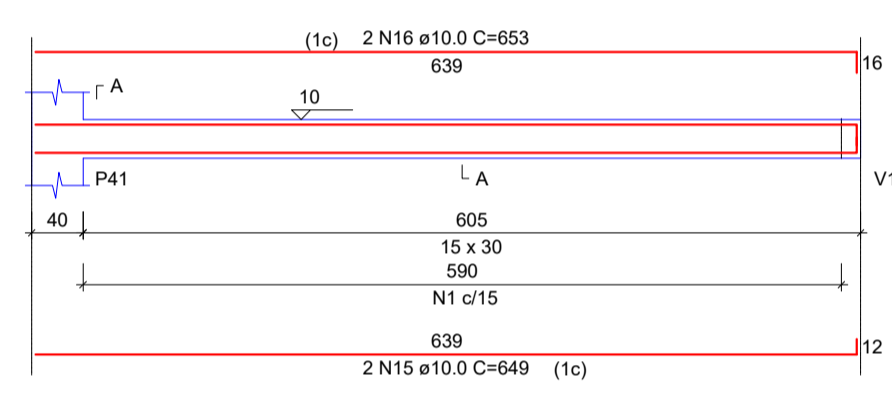 (1c) 2 N16 ø10.0 C=653
639
16
A
10
P41
A
V1
40
605
15 x 30
590
N1 c/15
639
12
2 N15 ø10.0 C=649 (1c)